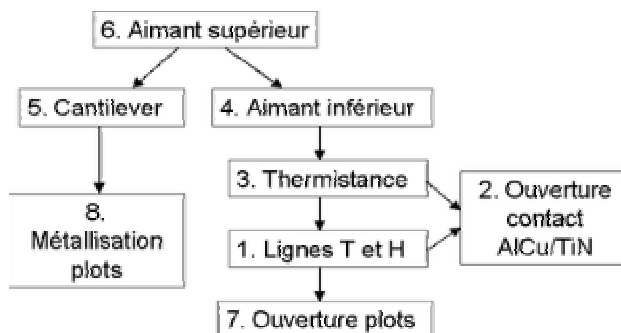 6. Aimant supérieur
5. Cantilever
4. Aimant inférieur
3. Thermistance
2. Ouverture
contact
AlCu/TiN
8.
Métallisation
plots
1. Lignes T et H
7. Ouverture plots